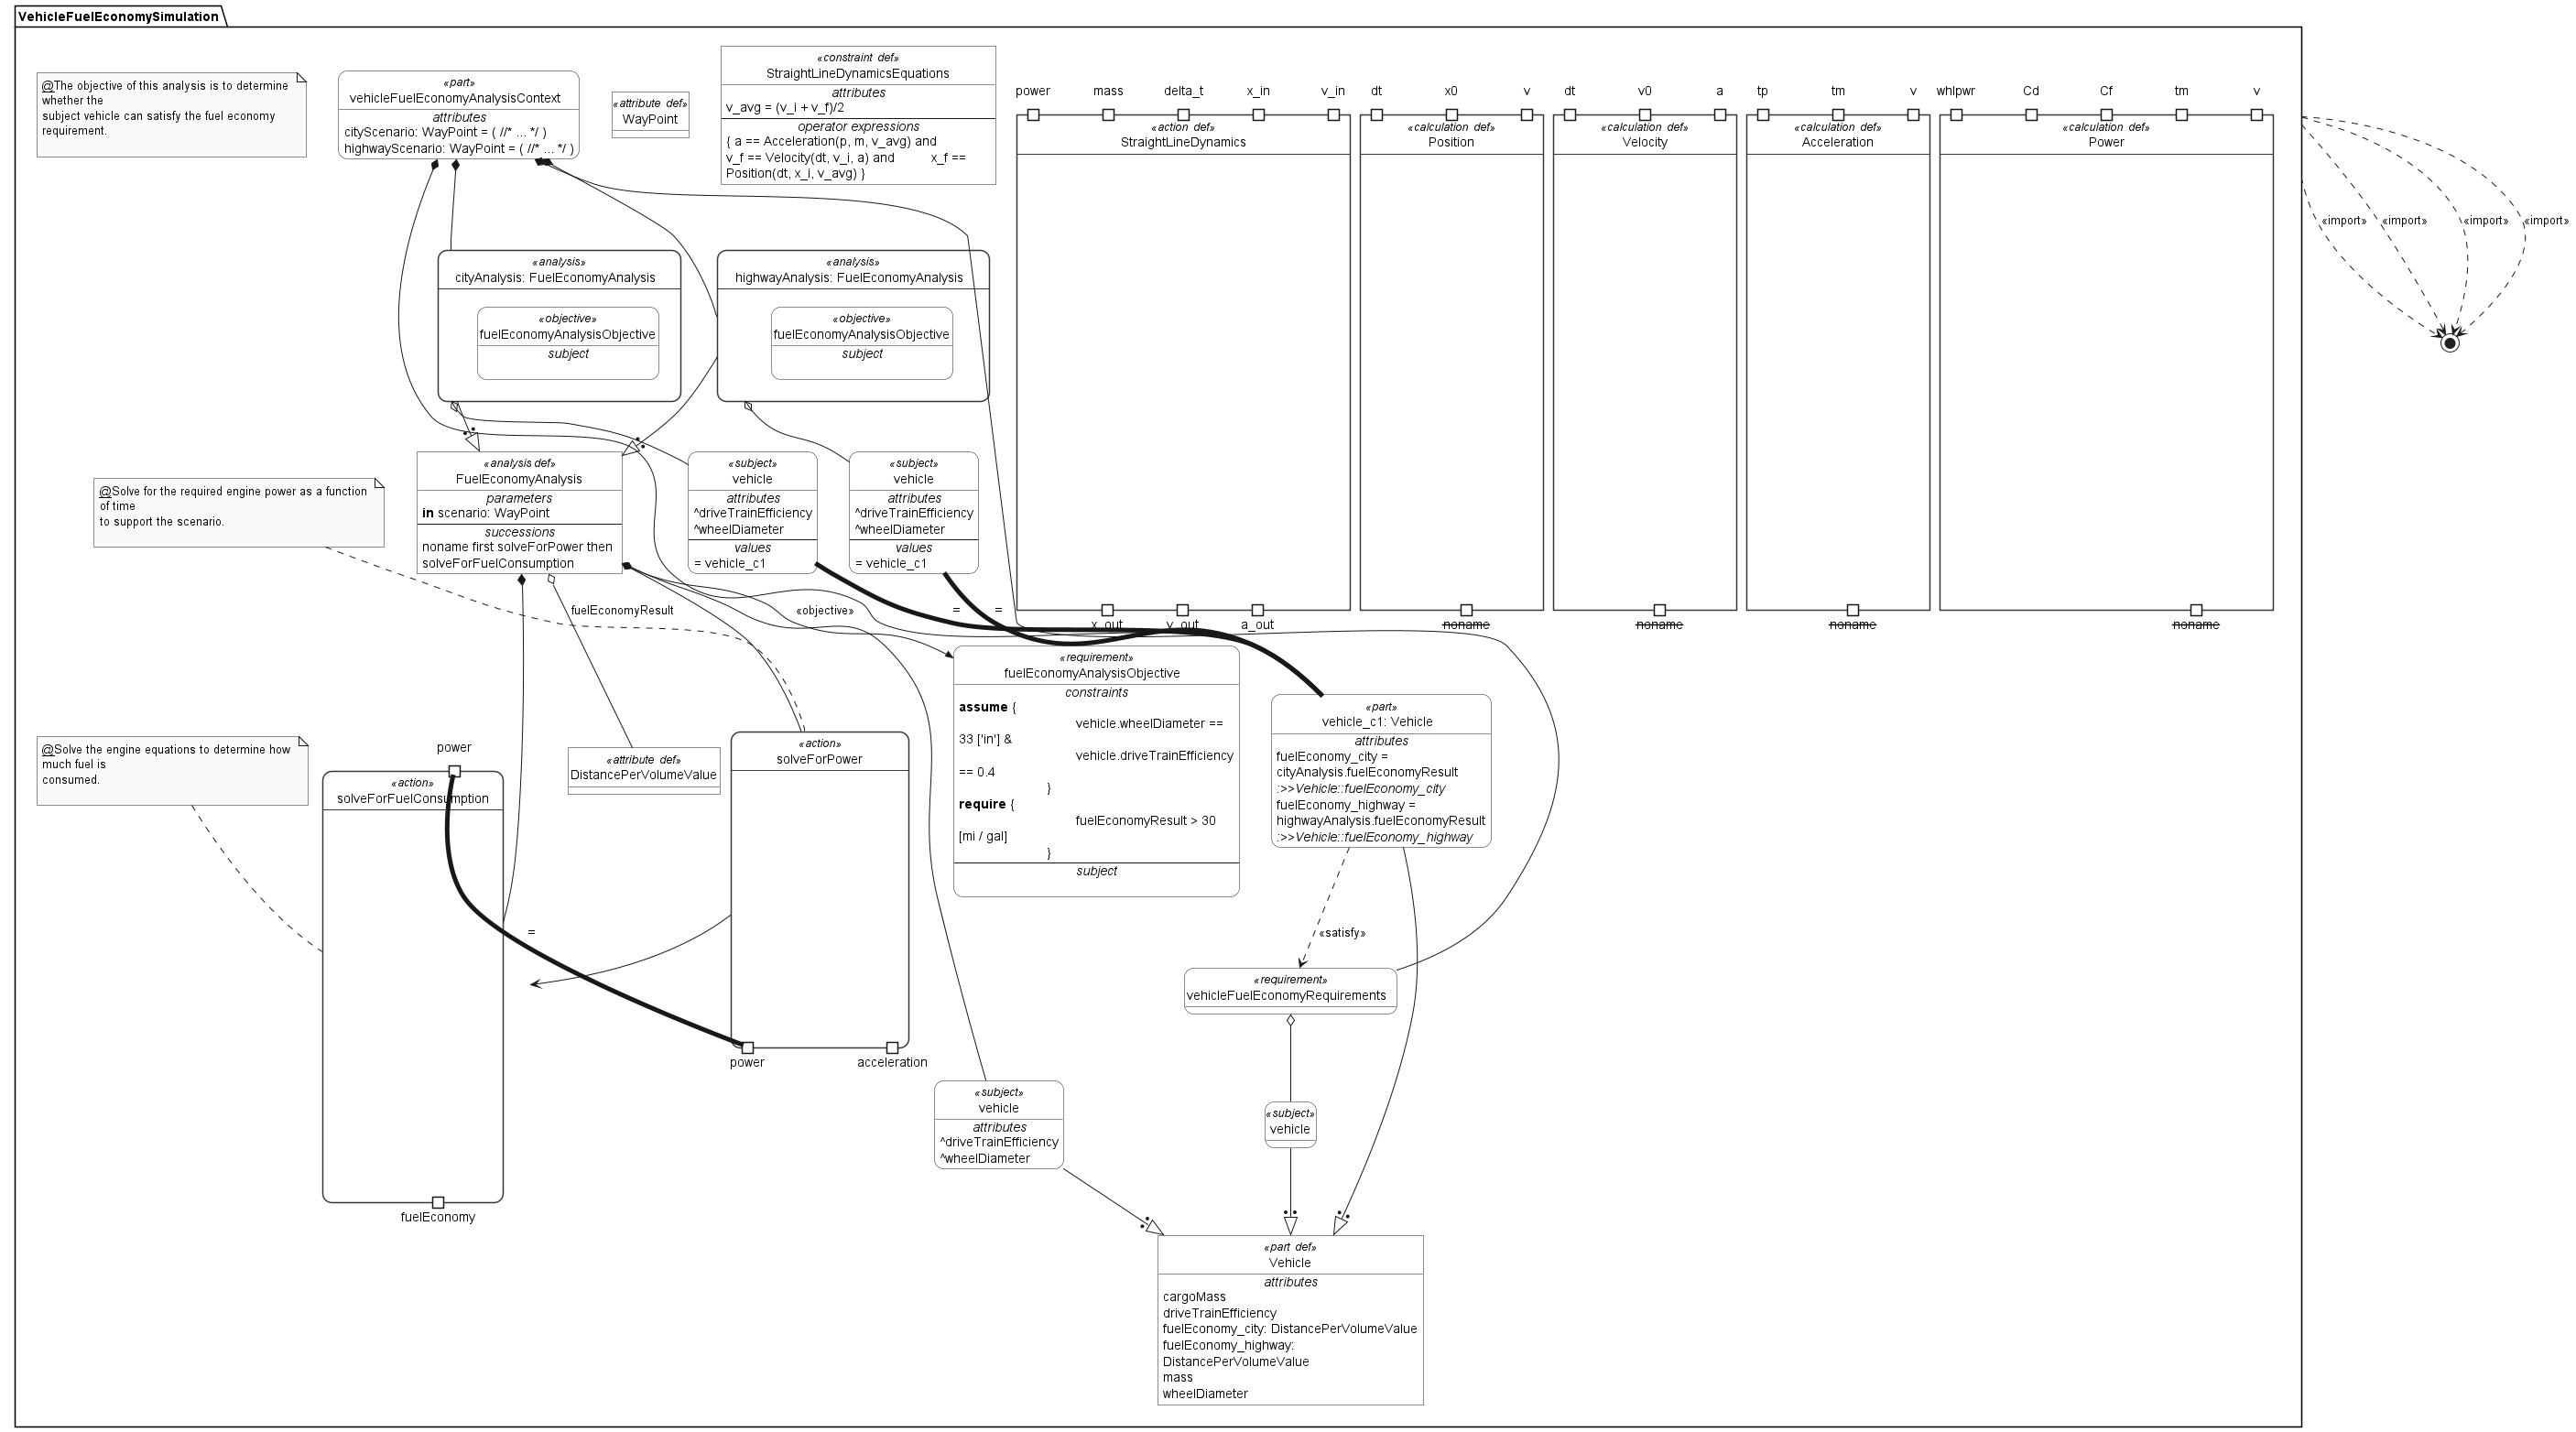 VehicleFuelEconomySimulation
@The objective of this analysis is to determine
whether the
subject vehicle can satisfy the fuel economy
requirement.
«part»
vehicleFuelEconomyAnalysisContext
attributes
cityScenario: WayPoint = ( //* ... */ )
highwayScenario: WayPoint = ( //* ... */ )
«attribute def»
WayPoint
«constraint def»
StraightLineDynamicsEquations
attributes
v_avg = (v_i + v_f)/2
operator expressions
{ a == Acceleration(p, m, v_avg) and
v_f == Velocity(dt, v_i, a) and x_f ==
Position(dt, x_i, v_avg) }
power mass delta_t x_in v_in
«action def»
StraightLineDynamics
x_out v_out a_out
dt x0 v
«calculation def»
Position
noname
dt v0 a
«calculation def»
Velocity
noname
tp tm v
«calculation def»
Acceleration
noname
whlpwr Cd Cf tm v
«calculation def»
Power
noname
«import» «import» «import» «import»
«analysis»
cityAnalysis: FuelEconomyAnalysis
«objective»
fuelEconomyAnalysisObjective
subject
«analysis»
highwayAnalysis: FuelEconomyAnalysis
«objective»
fuelEconomyAnalysisObjective
subject
@Solve for the required engine power as a function
of time
to support the scenario.
«analysis def»
FuelEconomyAnalysis
parameters
in scenario: WayPoint
successions
noname first solveForPower then
solveForFuelConsumption
«subject»
vehicle
attributes
^driveTrainEfficiency
^wheelDiameter
values
= vehicle_c1
«subject»
vehicle
attributes
^driveTrainEfficiency
^wheelDiameter
values
= vehicle_c1
fuelEconomyResult
«objective»
=
=
«requirement»
fuelEconomyAnalysisObjective
constraints
assume {
vehicle.wheelDiameter ==
33 ['in'] &
vehicle.driveTrainEfficiency
== 0.4
}
require {
fuelEconomyResult > 30
[mi / gal]
}
subject
«part»
vehicle_c1: Vehicle
attributes
fuelEconomy_city =
cityAnalysis.fuelEconomyResult
:>>Vehicle::fuelEconomy_city
fuelEconomy_highway =
highwayAnalysis.fuelEconomyResult
:>>Vehicle::fuelEconomy_highway
@Solve the engine equations to determine how
much fuel is
consumed.
power
«action»
solveForFuelConsumption
fuelEconomy
«attribute def»
DistancePerVolumeValue
«action»
solveForPower
power
acceleration
=
«satisfy»
«requirement»
vehicleFuelEconomyRequirements
«subject»
vehicle
attributes
^driveTrainEfficiency
^wheelDiameter
«subject»
vehicle
«part def»
Vehicle
attributes
cargoMass
driveTrainEfficiency
fuelEconomy_city: DistancePerVolumeValue
fuelEconomy_highway:
DistancePerVolumeValue
mass
wheelDiameter